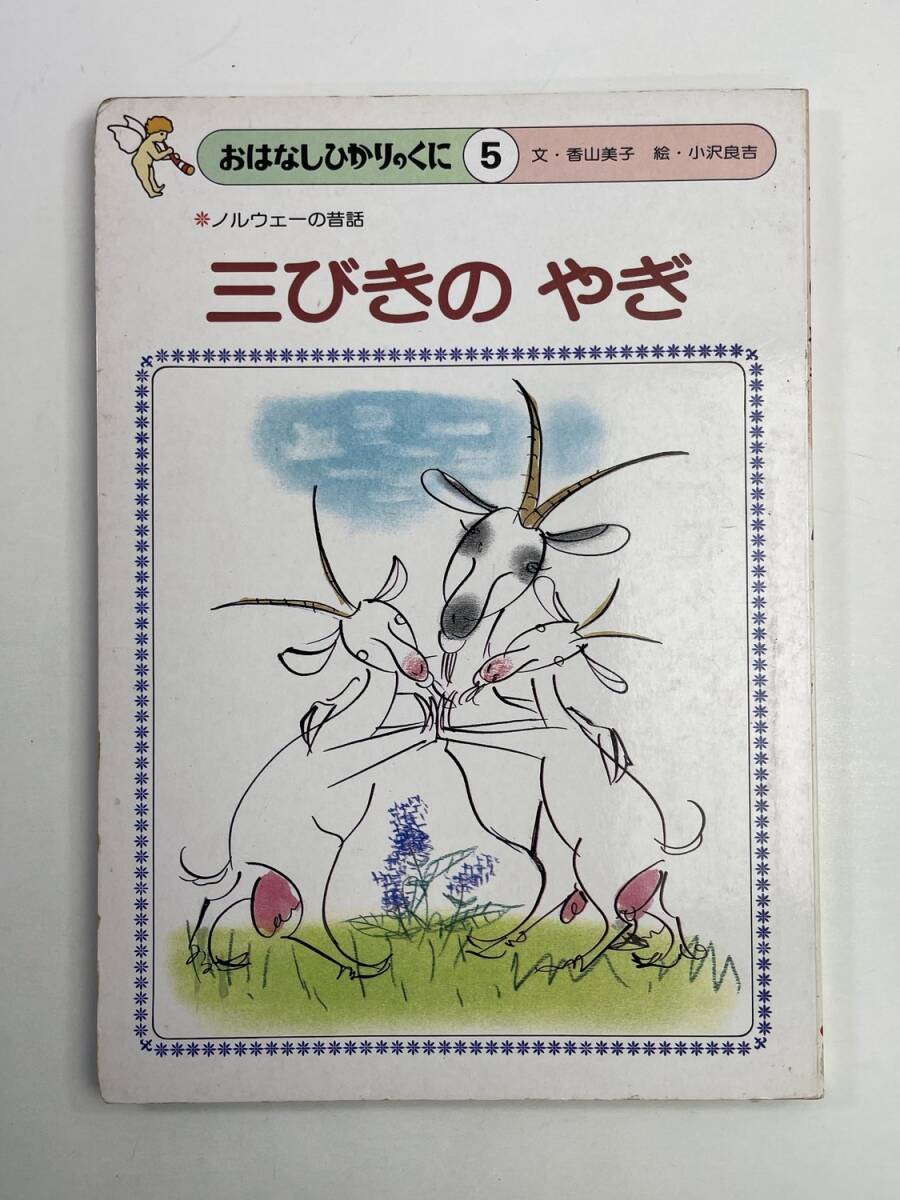 おはなしひかりのくに 5 文・香山美子 絵・小沢良吉
＊ノルウェーの昔話
三びきの やぎ